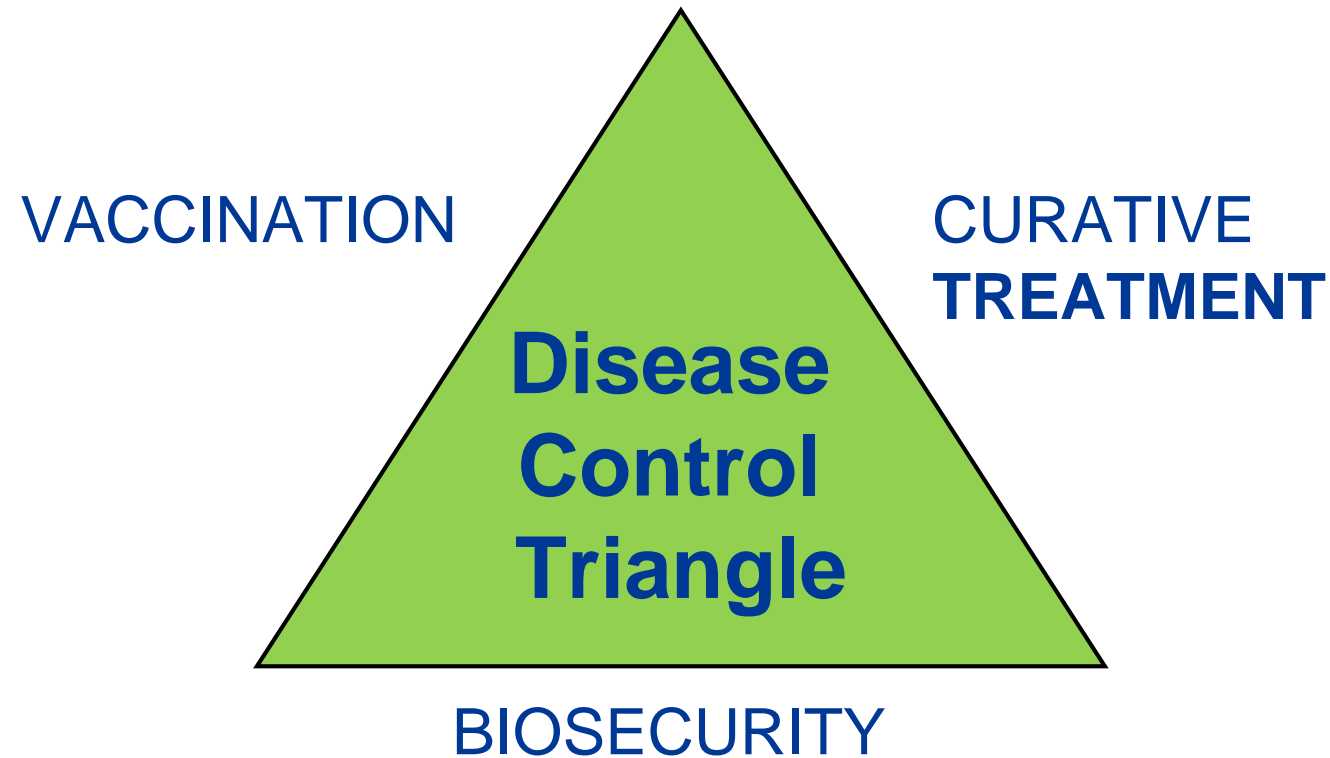 VACCINATION
CURATIVE
TREATMENT
Disease
Control
Triangle
BIOSECURITY